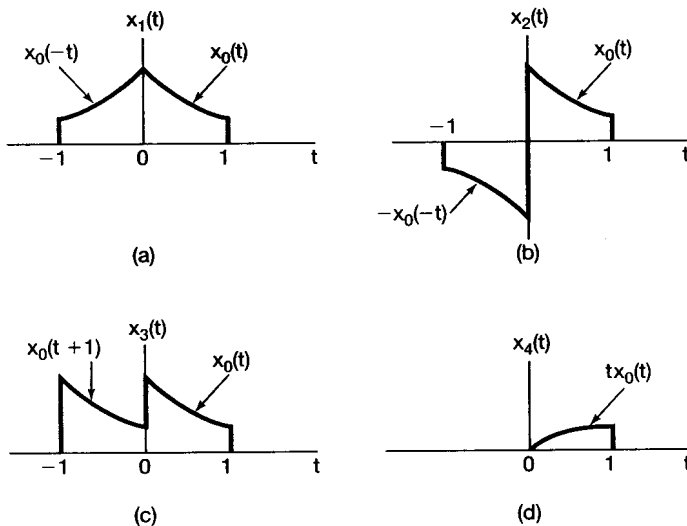 x₁(t)
x₀(-t)
x₀(t)
-1
0
1
t
(a)
x₂(t)
x₀(t)
-1
1
t
-x₀(-t)
(b)
x₃(t)
x₀(t +1)
x₀(t)
-1
0
1
t
(c)
x₄(t)
tx₀(t)
0
1
t
(d)